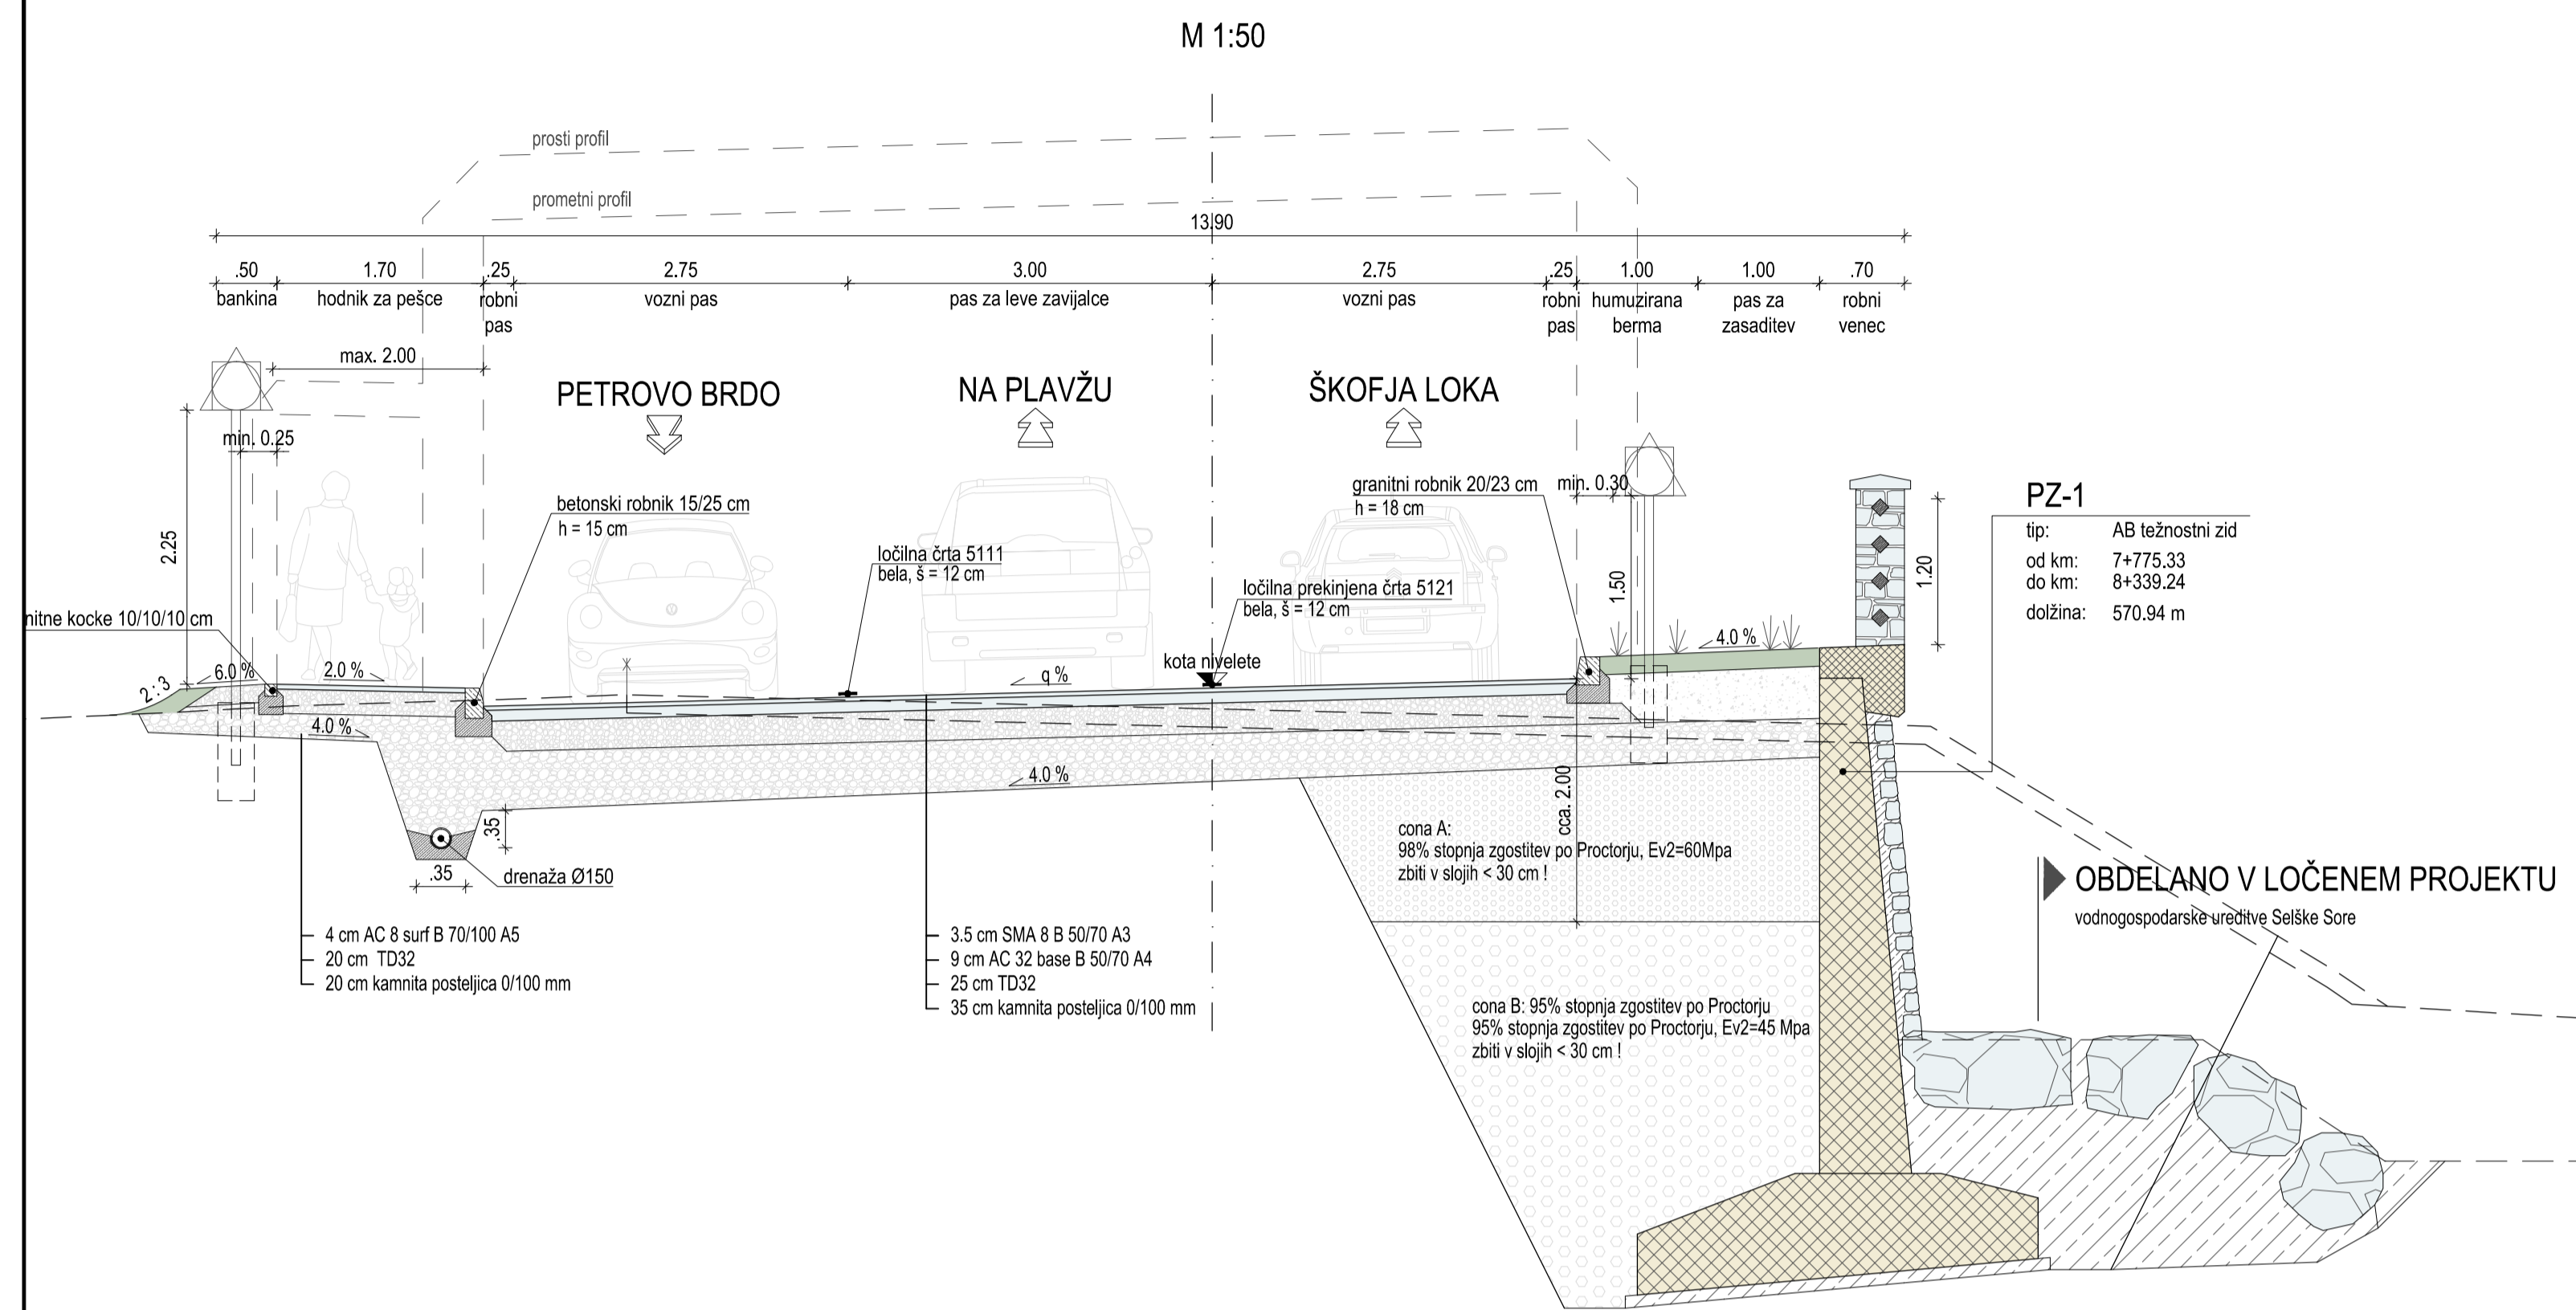 M 1:50
prosti profil
prometni profil
13.90
.50 1.70 .25 2.75 3.00 2.75 .25 1.00 1.00 .70
bankina hodnik za pešce robni vozni pas pas za leve zavijalce vozni pas robni humuzirana pas za robni
pas pas berma zasaditev venec
max. 2.00
PETROVO BRDO NA PLAVŽU ŠKOFJA LOKA
min. 0.25
2.25
betonski robnik 15/25 cm
h = 15 cm
ločilna črta 5111
bela, š = 12 cm
granitni robnik 20/23 cm
h = 18 cm
min. 0.30
ločilna prekinjena črta 5121
bela, š = 12 cm
1.50
1.20
PZ-1
tip: AB težnostni zid
od km: 7+775.33
do km: 8+339.24
dolžina: 570.94 m
nitne kocke 10/10/10 cm
2:3
6.0 %
2.0 %
q %
kota nivelete
4.0 %
4.0 %
4.0 %
.35
.35
drenaža Ø150
cca. 2.00
cona A:
98% stopnja zgostitev po Proctorju, Ev2=60Mpa
zbiti v slojih < 30 cm !
OBDELANO V LOČENEM PROJEKTU
vodnogospodarske ureditve Selške Sore
4 cm AC 8 surf B 70/100 A5
20 cm TD32
20 cm kamnita posteljica 0/100 mm
3.5 cm SMA 8 B 50/70 A3
9 cm AC 32 base B 50/70 A4
25 cm TD32
35 cm kamnita posteljica 0/100 mm
cona B: 95% stopnja zgostitev po Proctorju
95% stopnja zgostitev po Proctorju, Ev2=45 Mpa
zbiti v slojih < 30 cm !